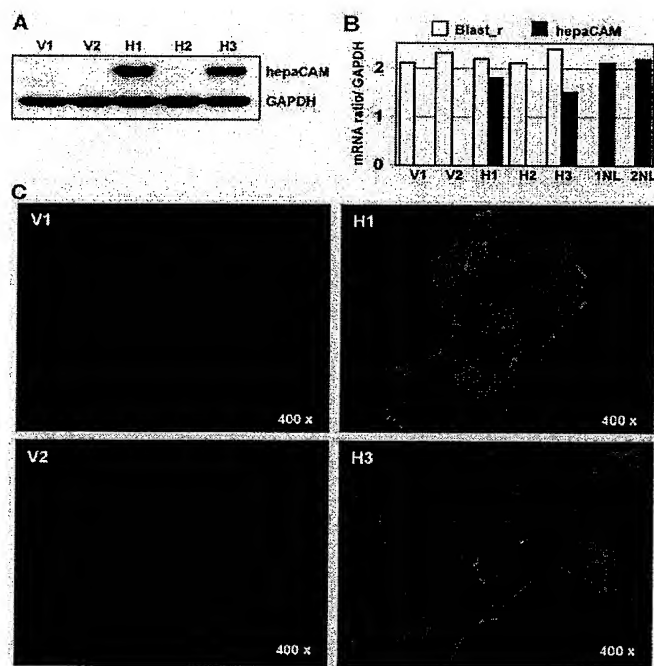 A
V1 V2 H1 H2 H3
hepaCAM
GAPDH
B
Blast_r hepaCAM
mRNA ratio/ GAPDH
2
1
0
V1 V2 H1 H2 H3 1NL 2NL
C
V1
400 x
H1
400 x
V2
400 x
H3
400 x